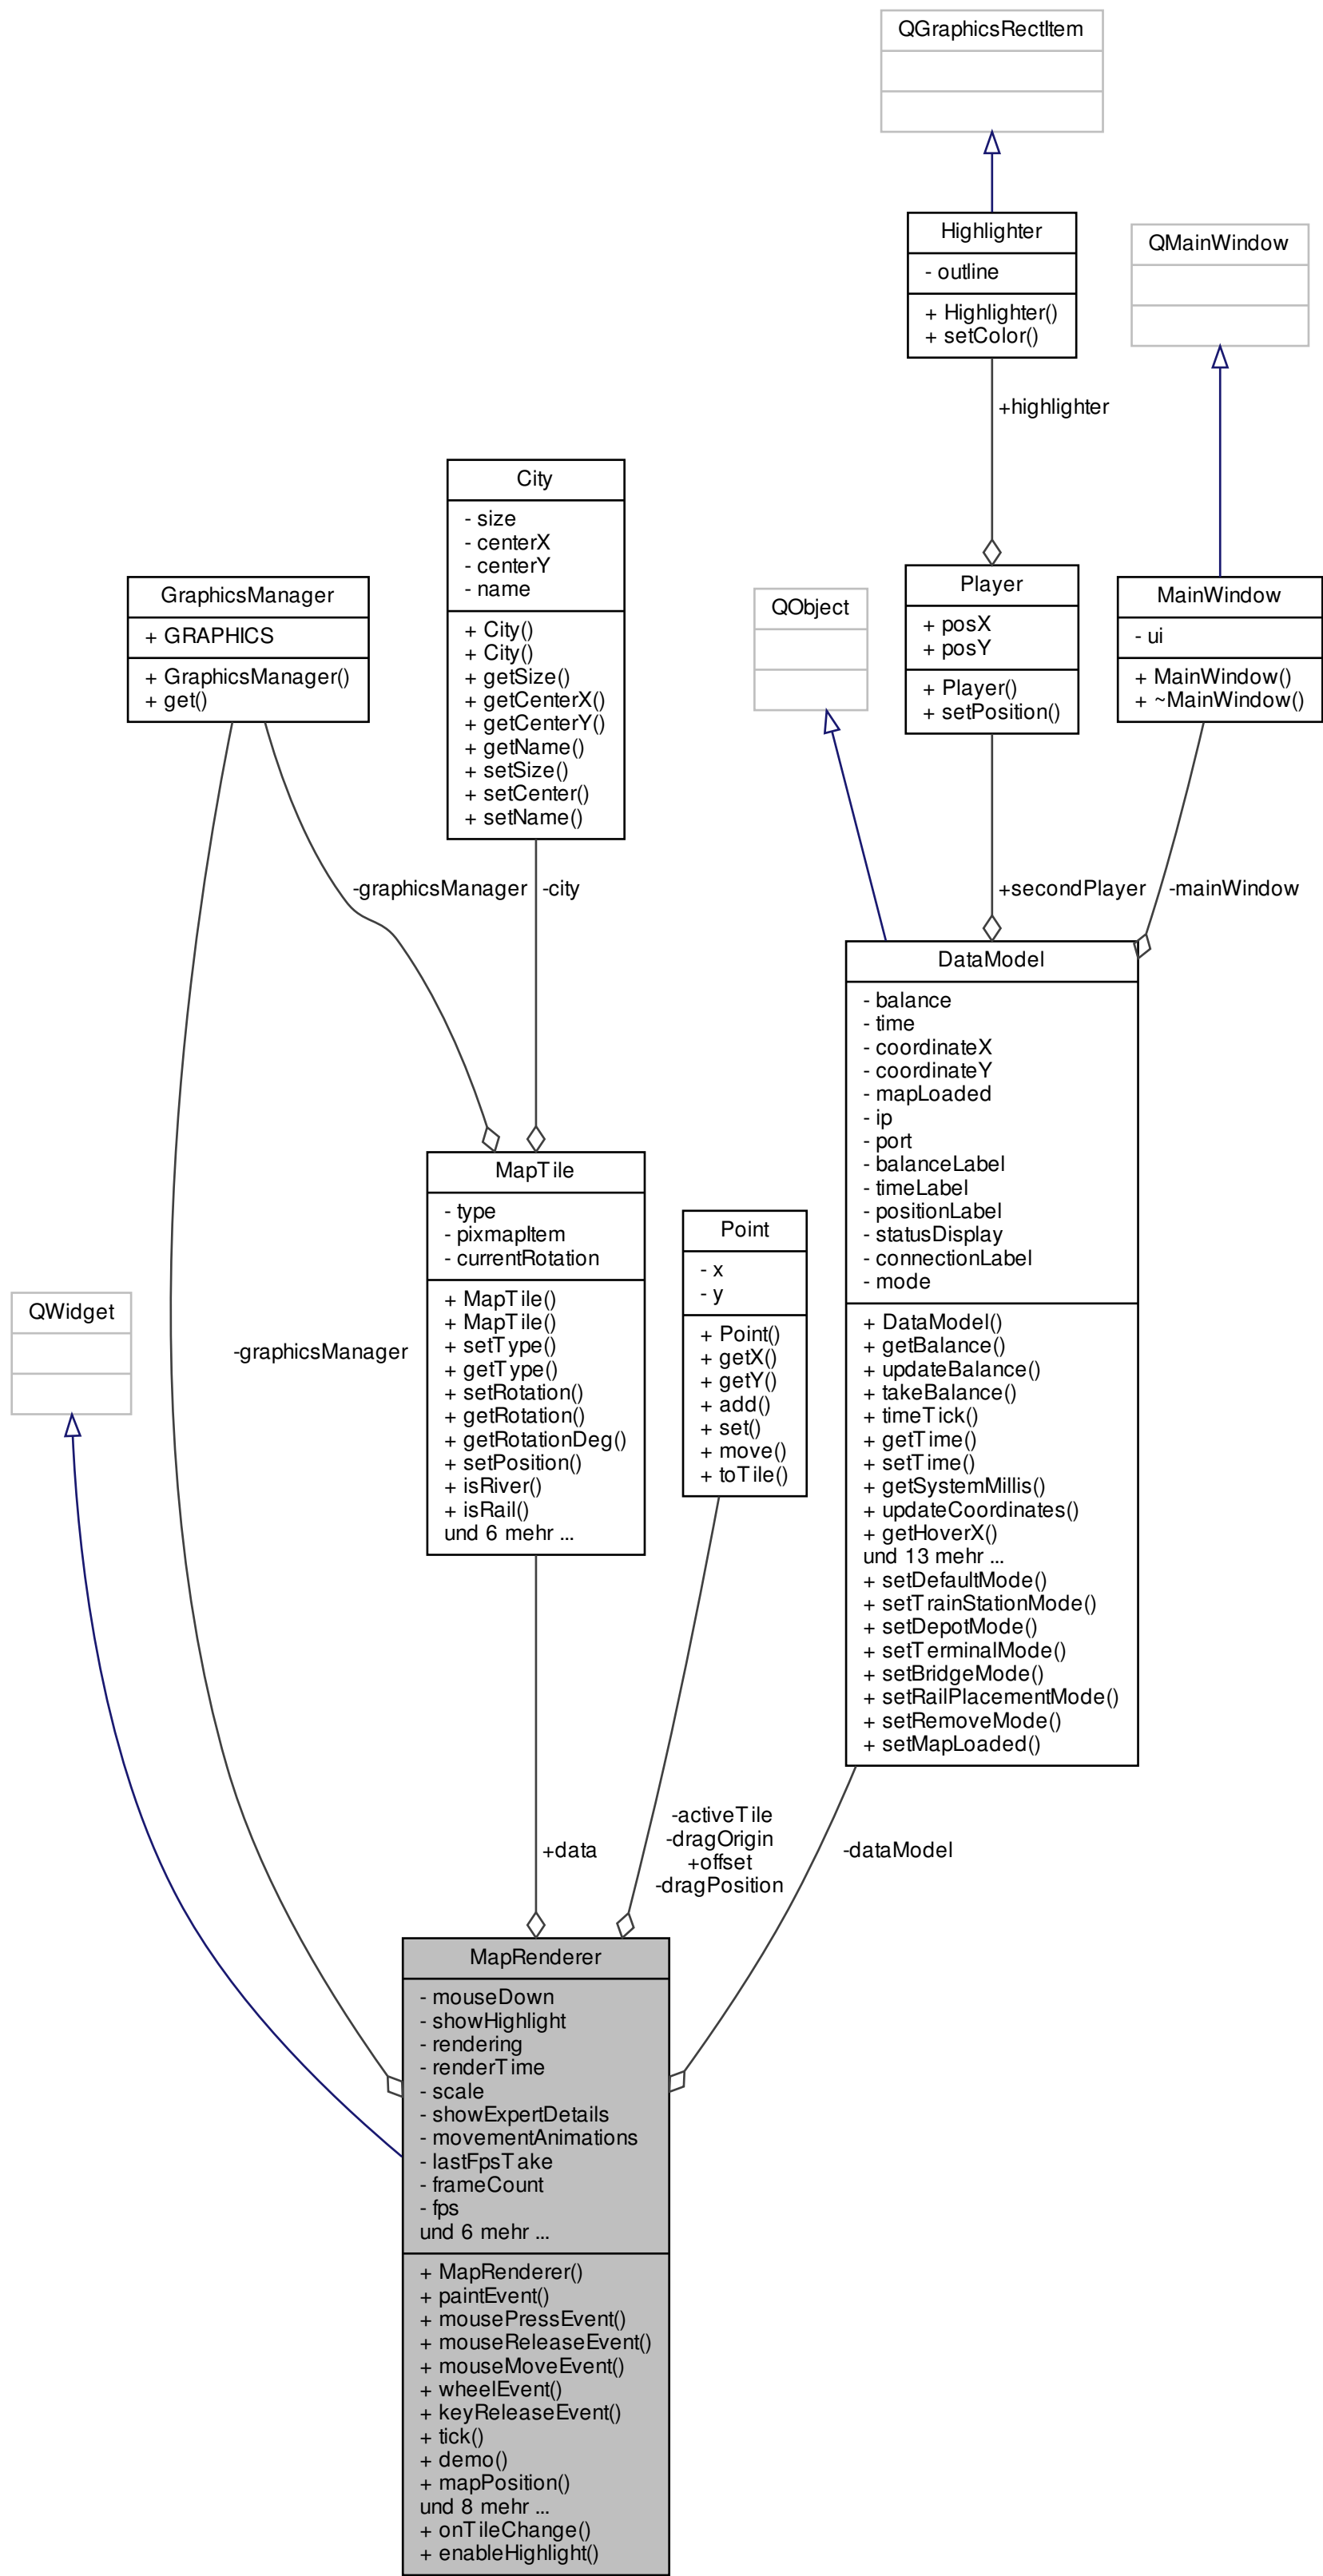 QGraphicsRectItem
Highlighter
- outline
+ Highlighter()
+ setColor()
QMainWindow
+highlighter
City
- size
- centerX
- centerY
- name
+ City()
+ City()
+ getSize()
+ getCenterX()
+ getCenterY()
+ getName()
+ setSize()
+ setCenter()
+ setName()
GraphicsManager
+ GRAPHICS
+ GraphicsManager()
+ get()
QObject
Player
+ posX
+ posY
+ Player()
+ setPosition()
MainWindow
- ui
+ MainWindow()
+ ~MainWindow()
-graphicsManager
-city
+secondPlayer
-mainWindow
DataModel
- balance
- time
- coordinateX
- coordinateY
- mapLoaded
- ip
- port
- balanceLabel
- timeLabel
- positionLabel
- statusDisplay
- connectionLabel
- mode
+ DataModel()
+ getBalance()
+ updateBalance()
+ takeBalance()
+ timeTick()
+ getTime()
+ setTime()
+ getSystemMillis()
+ updateCoordinates()
+ getHoverX()
und 13 mehr ...
+ setDefaultMode()
+ setTrainStationMode()
+ setDepotMode()
+ setTerminalMode()
+ setBridgeMode()
+ setRailPlacementMode()
+ setRemoveMode()
+ setMapLoaded()
MapTile
- type
- pixmapItem
- currentRotation
+ MapTile()
+ MapTile()
+ setType()
+ getType()
+ setRotation()
+ getRotation()
+ getRotationDeg()
+ setPosition()
+ isRiver()
+ isRail()
und 6 mehr ...
Point
- x
- y
+ Point()
+ getX()
+ getY()
+ add()
+ set()
+ move()
+ toTile()
QWidget
-graphicsManager
+data
-activeTile
-dragOrigin
+offset
-dragPosition
-dataModel
MapRenderer
- mouseDown
- showHighlight
- rendering
- renderTime
- scale
- showExpertDetails
- movementAnimations
- lastFpsTake
- frameCount
- fps
und 6 mehr ...
+ MapRenderer()
+ paintEvent()
+ mousePressEvent()
+ mouseReleaseEvent()
+ mouseMoveEvent()
+ wheelEvent()
+ keyReleaseEvent()
+ tick()
+ demo()
+ mapPosition()
und 8 mehr ...
+ onTileChange()
+ enableHighlight()